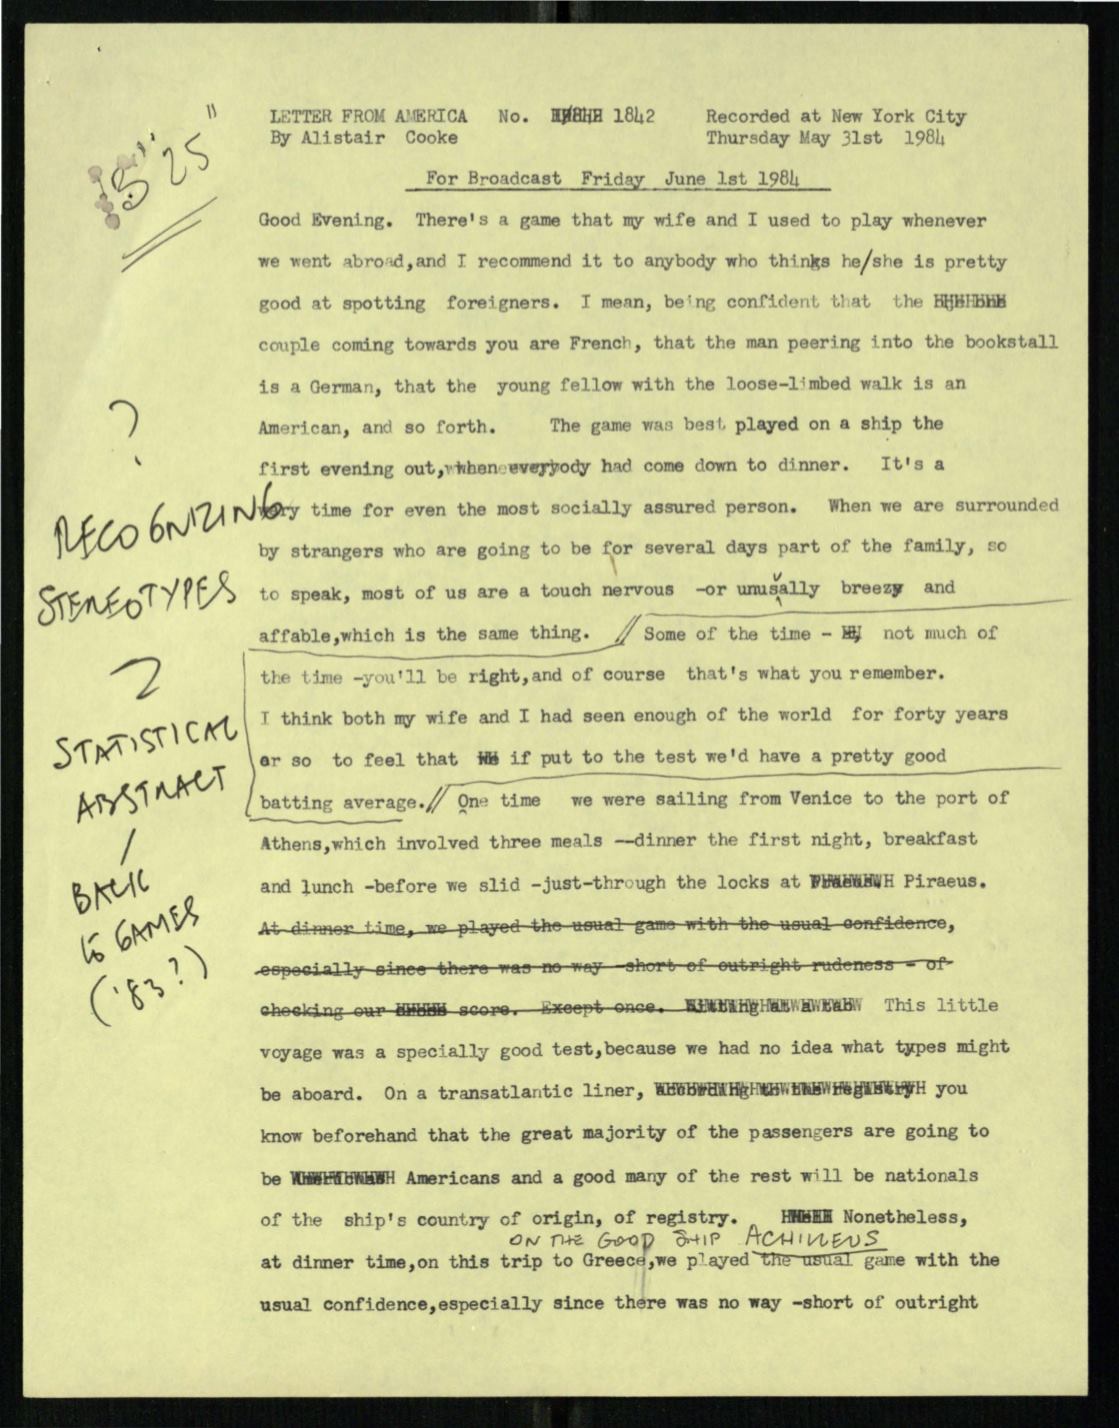 15' 25"
LETTER FROM AMERICA No. 1842 Recorded at New York City
By Alistair Cooke Thursday May 31st 1984
For Broadcast Friday June 1st 1984
Good Evening. There's a game that my wife and I used to play whenever
we went abroad,and I recommend it to anybody who thinks he/she is pretty
good at spotting foreigners. I mean, being confident that the
couple coming towards you are French, that the man peering into the bookstall
is a German, that the young fellow with the loose-limbed walk is an
American, and so forth. The game was best played on a ship the
first evening out,when everybody had come down to dinner. It's a
time for even the most socially assured person. When we are surrounded
by strangers who are going to be for several days part of the family, so
to speak, most of us are a touch nervous -or unusally breezy and
affable,which is the same thing. // Some of the time - not much of
the time -you'll be right,and of course that's what you remember.
I think both my wife and I had seen enough of the world for forty years
or so to feel that if put to the test we'd have a pretty good
batting average.// One time we were sailing from Venice to the port of
Athens,which involved three meals --dinner the first night, breakfast
and lunch -before we slid -just-through the locks at Piraeus.
At dinner time, we played the usual game with the usual confidence,
especially since there was no way -short of outright rudeness - of
checking our score. Except once. This little
voyage was a specially good test,because we had no idea what types might
be aboard. On a transatlantic liner, you
know beforehand that the great majority of the passengers are going to
be Americans and a good many of the rest will be nationals
of the ship's country of origin, of registry. Nonetheless,
ON THE GOOD SHIP ACHILLEUS
at dinner time,on this trip to Greece,we played the usual game with the
usual confidence,especially since there was no way -short of outright
?
RECOGNIZING
STEREOTYPES
2
STATISTICAL
ABSTRACT
/
BACK
to GAMES
('83?)